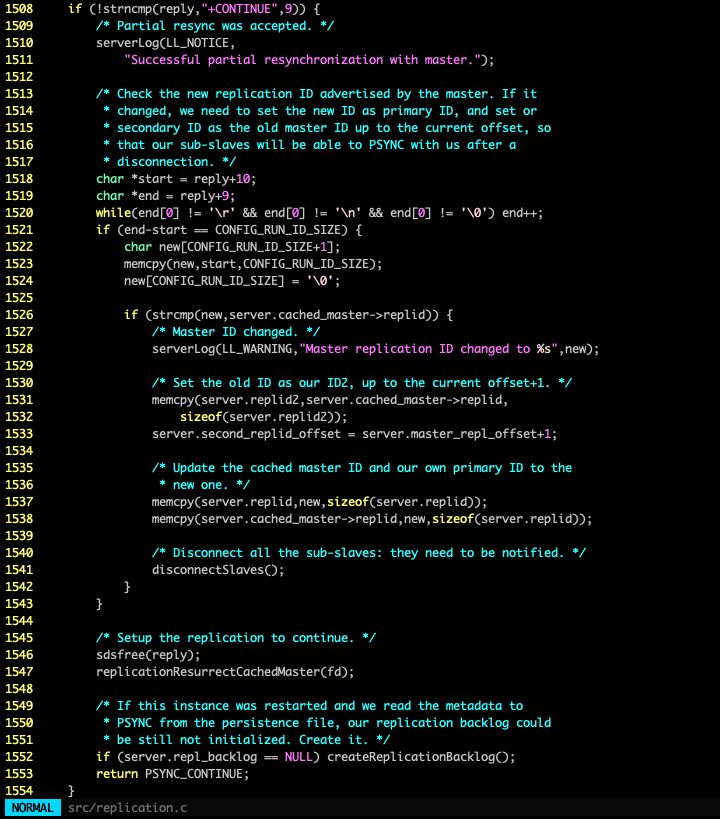 1508     if (!strncmp(reply,"+CONTINUE",9)) {
1509         /* Partial resync was accepted. */
1510         serverLog(LL_NOTICE,
1511             "Successful partial resynchronization with master.");
1512
1513         /* Check the new replication ID advertised by the master. If it
1514          * changed, we need to set the new ID as primary ID, and set or
1515          * secondary ID as the old master ID up to the current offset, so
1516          * that our sub-slaves will be able to PSYNC with us after a
1517          * disconnection. */
1518         char *start = reply+10;
1519         char *end = reply+9;
1520         while(end[0] != '\r' && end[0] != '\n' && end[0] != '\0') end++;
1521         if (end-start == CONFIG_RUN_ID_SIZE) {
1522             char new[CONFIG_RUN_ID_SIZE+1];
1523             memcpy(new,start,CONFIG_RUN_ID_SIZE);
1524             new[CONFIG_RUN_ID_SIZE] = '\0';
1525
1526             if (strcmp(new,server.cached_master->replid)) {
1527                 /* Master ID changed. */
1528                 serverLog(LL_WARNING,"Master replication ID changed to %s",new);
1529
1530                 /* Set the old ID as our ID2, up to the current offset+1. */
1531                 memcpy(server.replid2,server.cached_master->replid,
1532                     sizeof(server.replid2));
1533                 server.second_replid_offset = server.master_repl_offset+1;
1534
1535                 /* Update the cached master ID and our own primary ID to the
1536                  * new one. */
1537                 memcpy(server.replid,new,sizeof(server.replid));
1538                 memcpy(server.cached_master->replid,new,sizeof(server.replid));
1539
1540                 /* Disconnect all the sub-slaves: they need to be notified. */
1541                 disconnectSlaves();
1542             }
1543         }
1544
1545         /* Setup the replication to continue. */
1546         sdsfree(reply);
1547         replicationResurrectCachedMaster(fd);
1548
1549         /* If this instance was restarted and we read the metadata to
1550          * PSYNC from the persistence file, our replication backlog could
1551          * be still not initialized. Create it. */
1552         if (server.repl_backlog == NULL) createReplicationBacklog();
1553         return PSYNC_CONTINUE;
1554     }
NORMAL src/replication.c